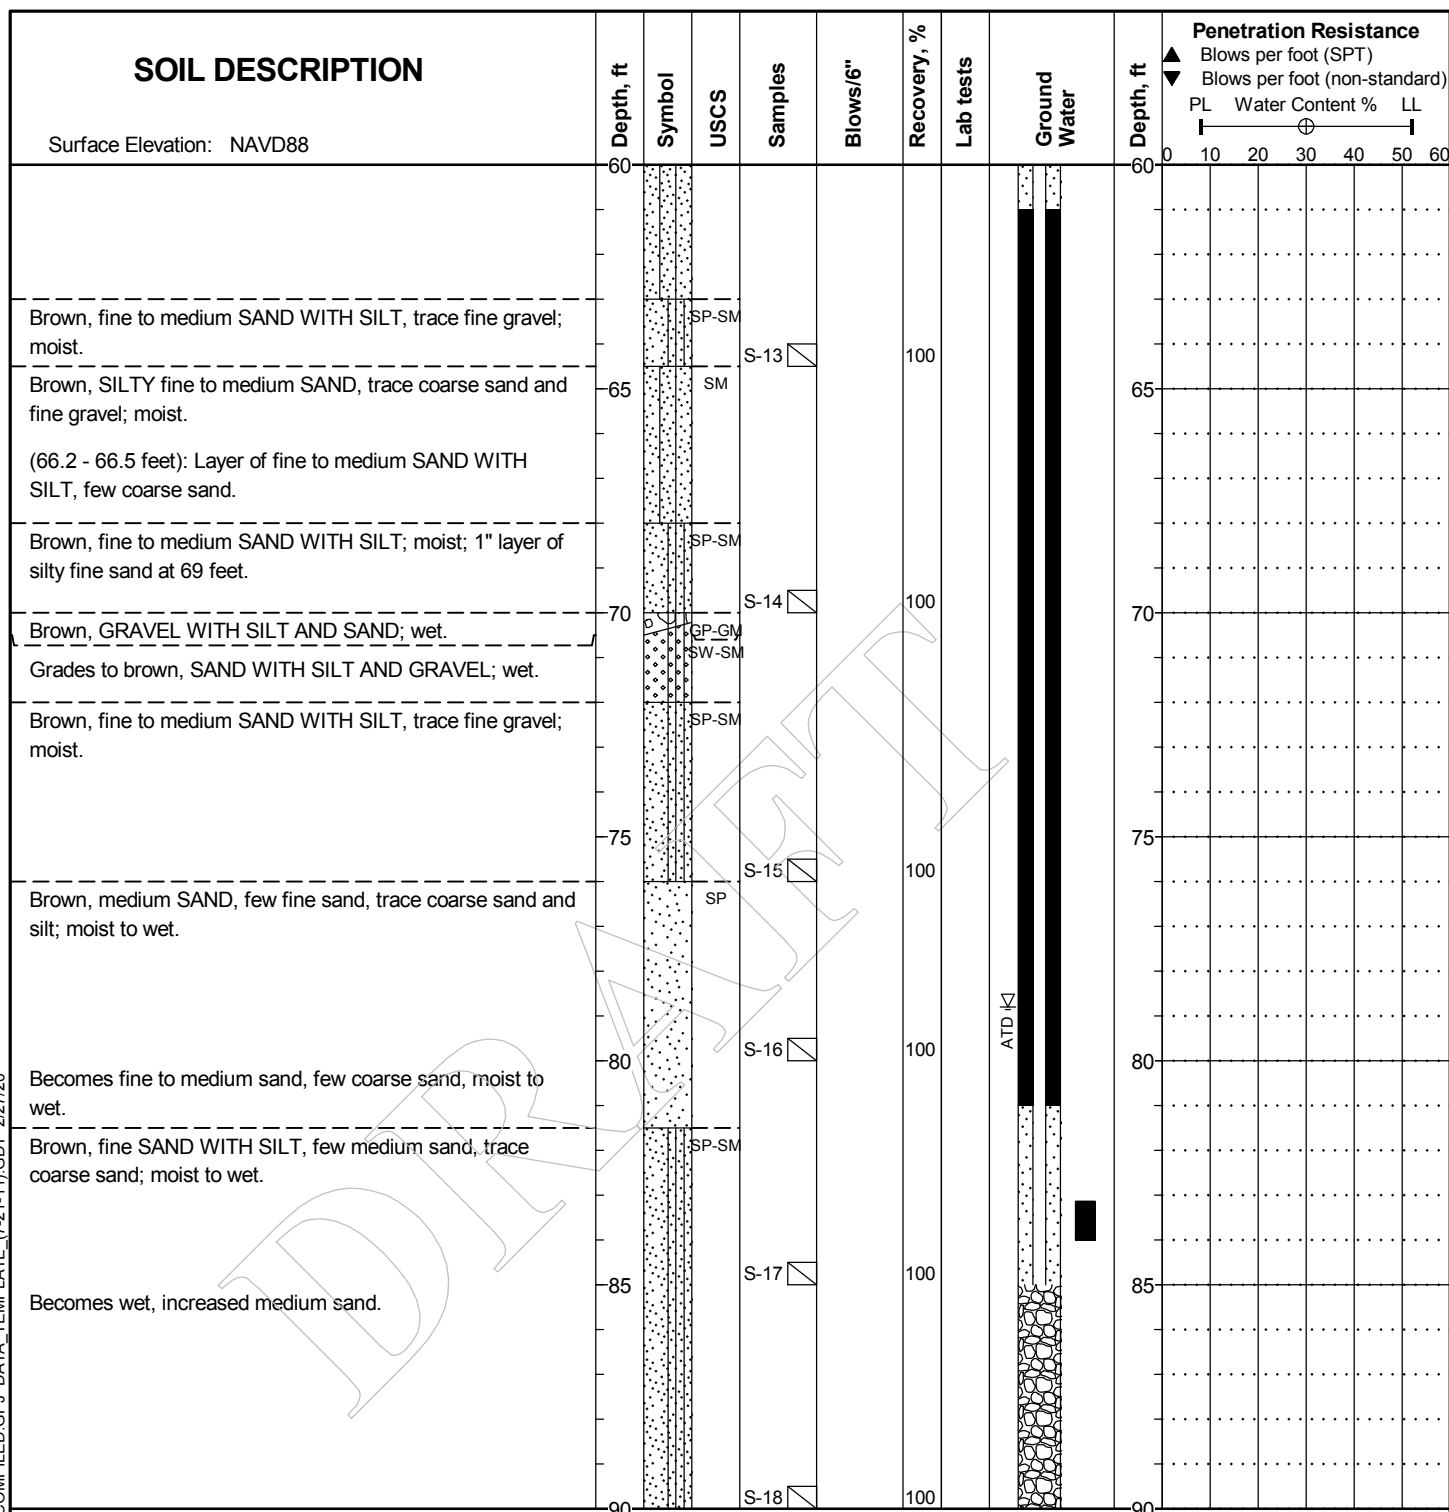 SOIL DESCRIPTION
Surface Elevation: NAVD88
Depth, ft
Symbol
USCS
Samples
Blows/6"
Recovery, %
Lab tests
Ground
Water
Depth, ft
Penetration Resistance
▲ Blows per foot (SPT)
▼ Blows per foot (non-standard)
PL Water Content % LL
0 10 20 30 40 50 60
60
60
Brown, fine to medium SAND WITH SILT, trace fine gravel;
moist.
SP-SM
S-13
100
Brown, SILTY fine to medium SAND, trace coarse sand and
fine gravel; moist.
SM
65
65
(66.2 - 66.5 feet): Layer of fine to medium SAND WITH
SILT, few coarse sand.
Brown, fine to medium SAND WITH SILT; moist; 1" layer of
silty fine sand at 69 feet.
SP-SM
S-14
100
70
70
Brown, GRAVEL WITH SILT AND SAND; wet.
GP-GM
Grades to brown, SAND WITH SILT AND GRAVEL; wet.
SW-SM
Brown, fine to medium SAND WITH SILT, trace fine gravel;
moist.
SP-SM
75
75
S-15
100
Brown, medium SAND, few fine sand, trace coarse sand and
silt; moist to wet.
SP
ATD
S-16
100
80
80
Becomes fine to medium sand, few coarse sand, moist to
wet.
Brown, fine SAND WITH SILT, few medium sand, trace
coarse sand; moist to wet.
SP-SM
S-17
100
85
85
Becomes wet, increased medium sand.
S-18
100
90
90
DRAFT